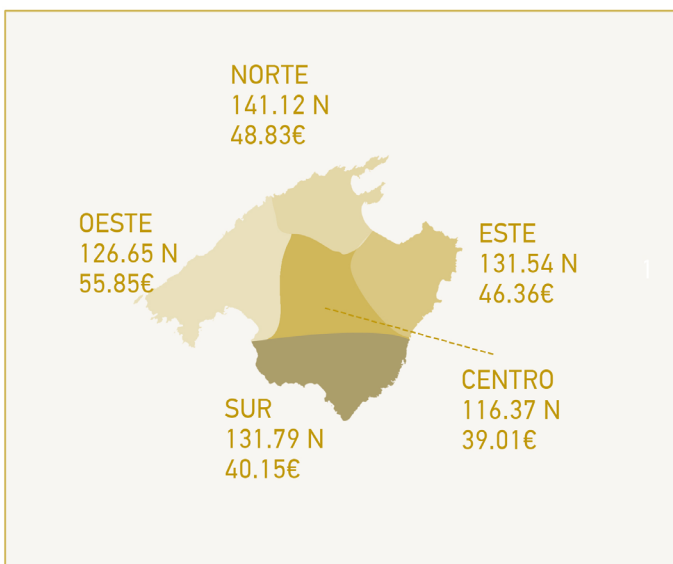 NORTE
141.12 N
48.83€
OESTE
126.65 N
55.85€
ESTE
131.54 N
46.36€
1
CENTRO
116.37 N
39.01€
SUR
131.79 N
40.15€